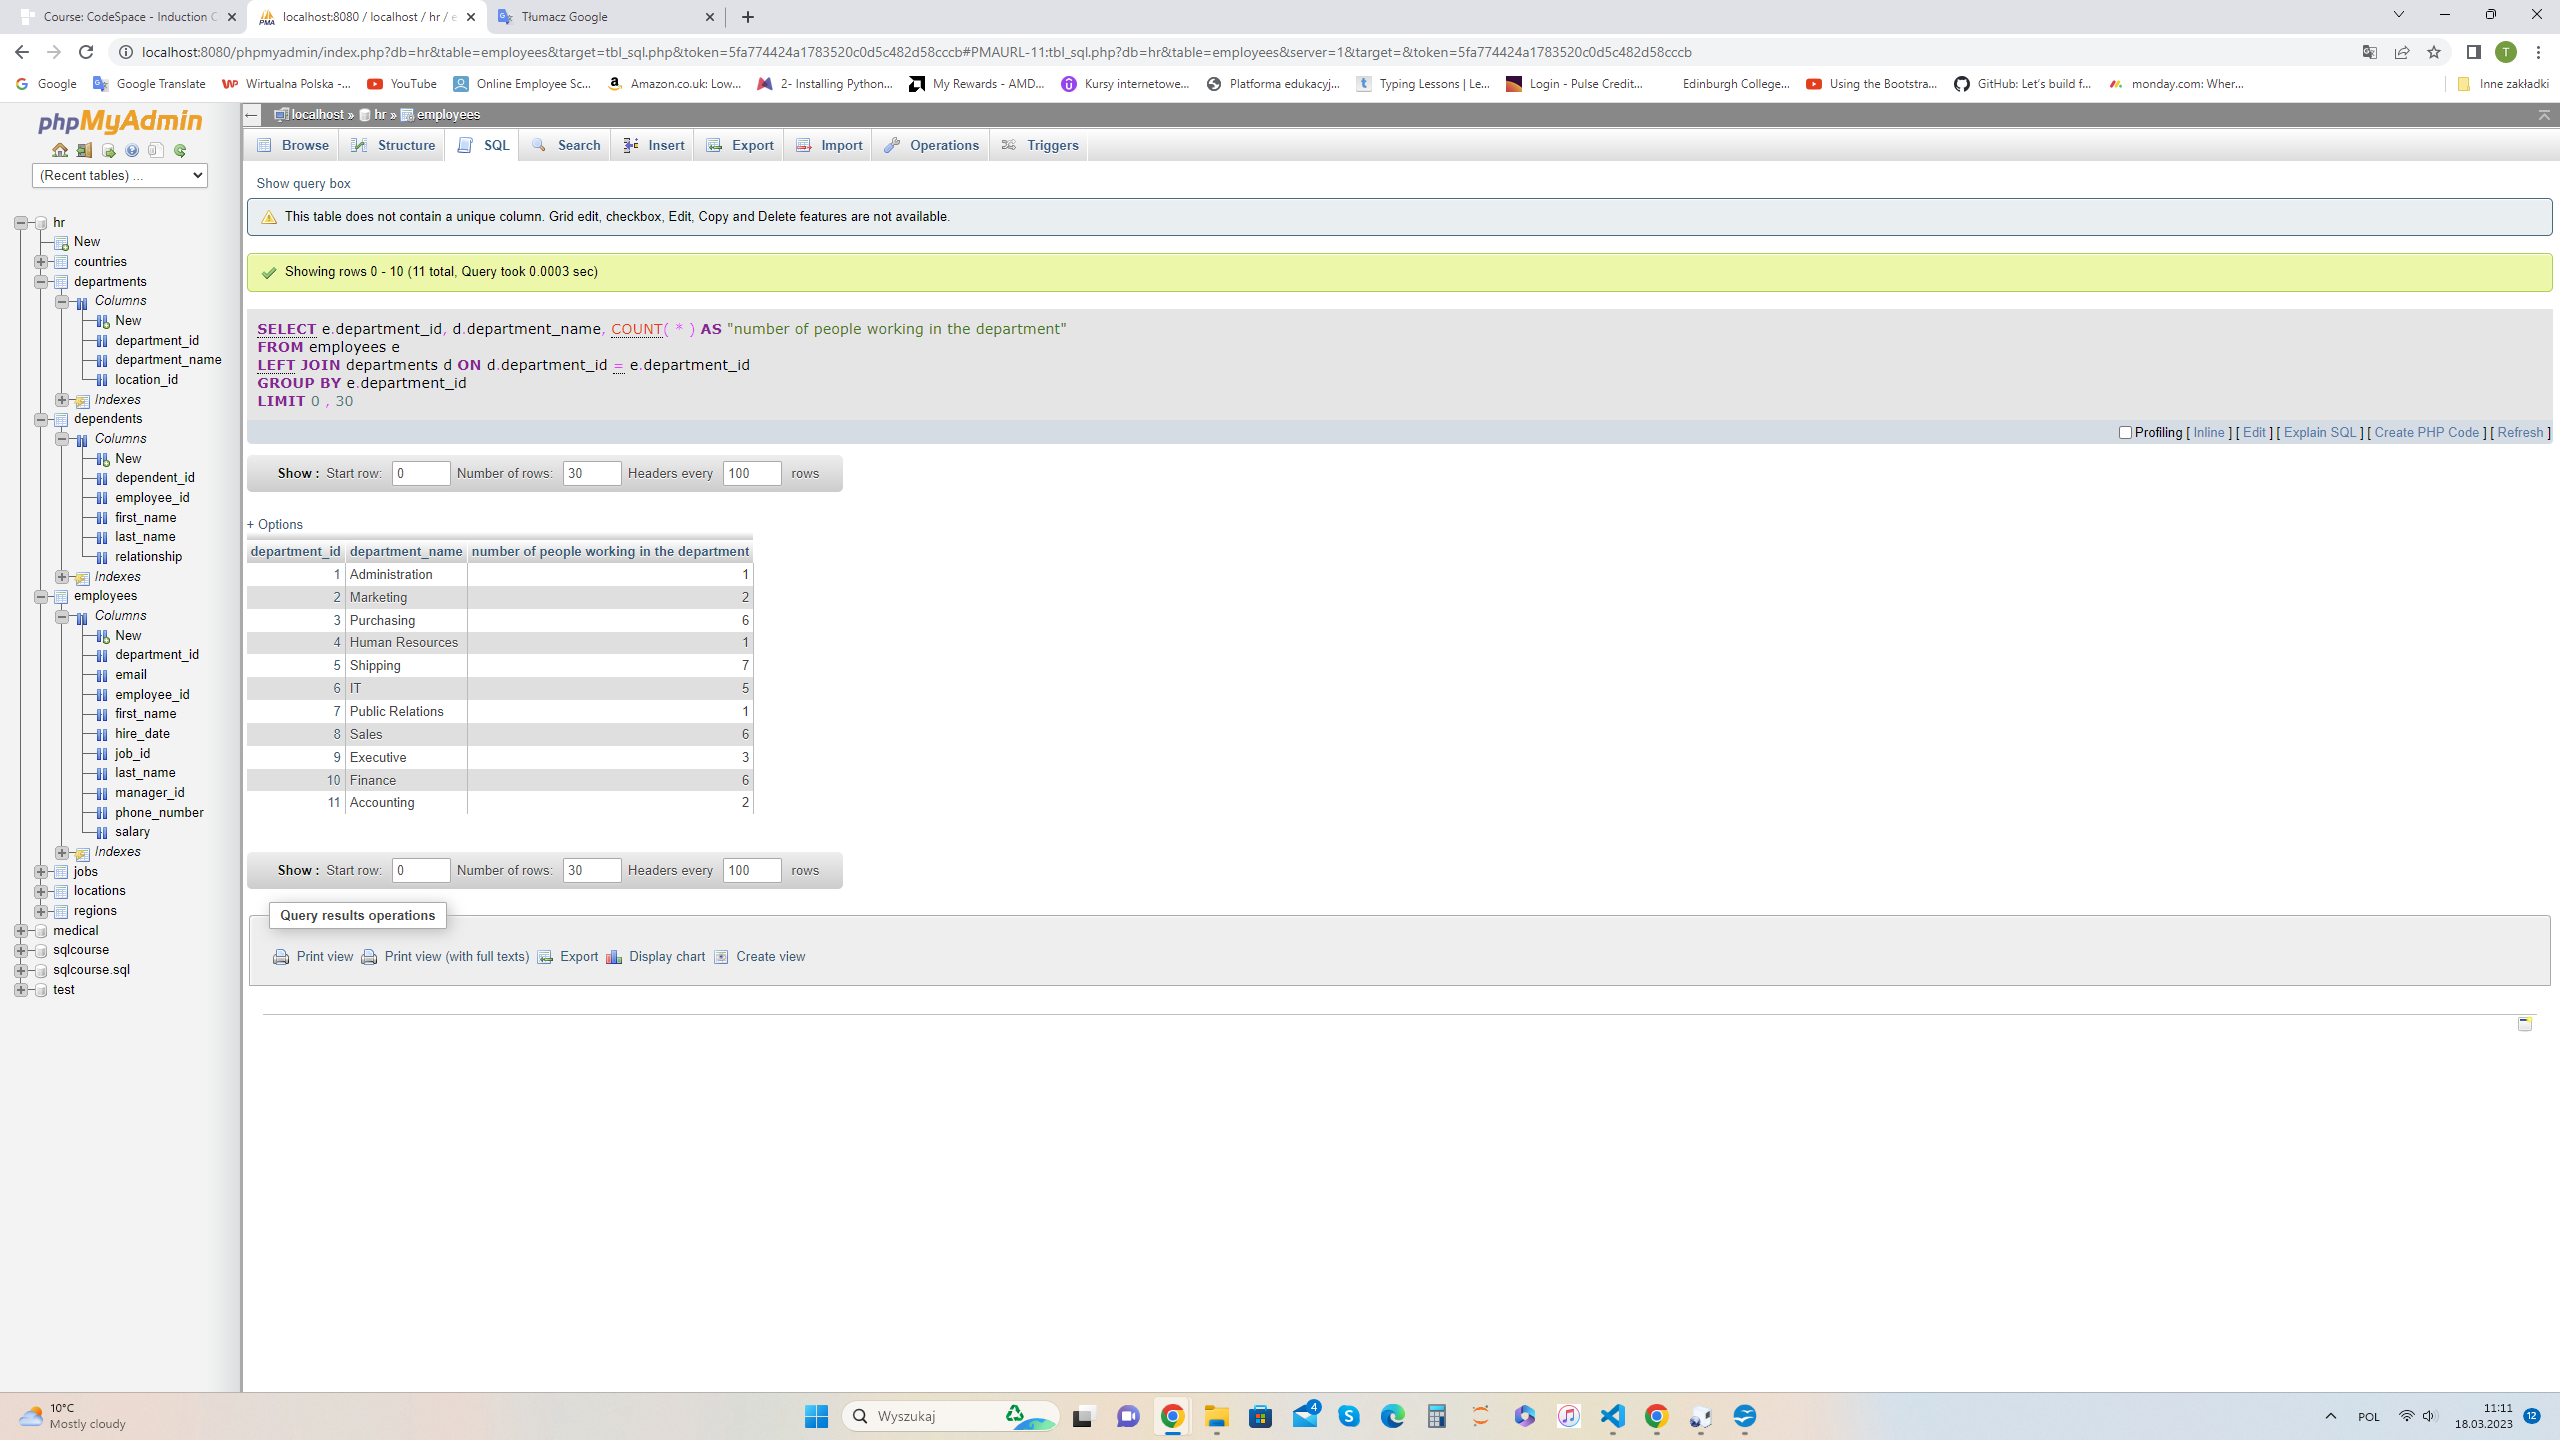 Course: CodeSpace - Induction C
localhost:8080 / localhost / hr / e
Tłumacz Google
localhost:8080/phpmyadmin/index.php?db=hr&table=employees&target=tbl_sql.php&token=5fa774424a1783520c0d5c482d58cccb#PMAURL-11:tbl_sql.php?db=hr&table=employees&server=1&target=&token=5fa774424a1783520c0d5c482d58cccb
T
Google
Google Translate
Wirtualna Polska -...
YouTube
Online Employee Sc...
Amazon.co.uk: Low...
2- Installing Python...
My Rewards - AMD...
Kursy internetowe...
Platforma edukacyj...
Typing Lessons | Le...
Login - Pulse Credit...
Edinburgh College...
Using the Bootstra...
GitHub: Let's build f...
monday.com: Wher...
Inne zakładki
phpMyAdmin
(Recent tables) ...
hr
New
countries
departments
Columns
New
department_id
department_name
location_id
Indexes
dependents
Columns
New
dependent_id
employee_id
first_name
last_name
relationship
Indexes
employees
Columns
New
department_id
email
employee_id
first_name
hire_date
job_id
last_name
manager_id
phone_number
salary
Indexes
jobs
locations
regions
medical
sqlcourse
sqlcourse.sql
test
localhost » hr » employees
Browse Structure SQL Search Insert Export Import Operations Triggers
Show query box
This table does not contain a unique column. Grid edit, checkbox, Edit, Copy and Delete features are not available.
Showing rows 0 - 10 (11 total, Query took 0.0003 sec)
SELECT e.department_id, d.department_name, COUNT( * ) AS "number of people working in the department"
FROM employees e
LEFT JOIN departments d ON d.department_id = e.department_id
GROUP BY e.department_id
LIMIT 0 , 30
Profiling [ Inline ] [ Edit ] [ Explain SQL ] [ Create PHP Code ] [ Refresh ]
Show : Start row: 0 Number of rows: 30 Headers every 100 rows
+ Options
department_id department_name number of people working in the department
1 Administration 1
2 Marketing 2
3 Purchasing 6
4 Human Resources 1
5 Shipping 7
6 IT 5
7 Public Relations 1
8 Sales 6
9 Executive 3
10 Finance 6
11 Accounting 2
Show : Start row: 0 Number of rows: 30 Headers every 100 rows
Query results operations
Print view Print view (with full texts) Export Display chart Create view
10°C
Mostly cloudy
Wyszukaj
4
POL
11:11
18.03.2023
12